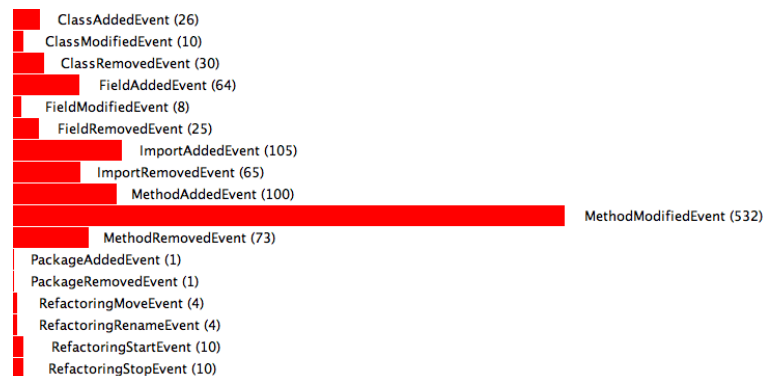 ClassAddedEvent (26)
ClassModifiedEvent (10)
ClassRemovedEvent (30)
FieldAddedEvent (64)
FieldModifiedEvent (8)
FieldRemovedEvent (25)
ImportAddedEvent (105)
ImportRemovedEvent (65)
MethodAddedEvent (100)
MethodModifiedEvent (532)
MethodRemovedEvent (73)
PackageAddedEvent (1)
PackageRemovedEvent (1)
RefactoringMoveEvent (4)
RefactoringRenameEvent (4)
RefactoringStartEvent (10)
RefactoringStopEvent (10)